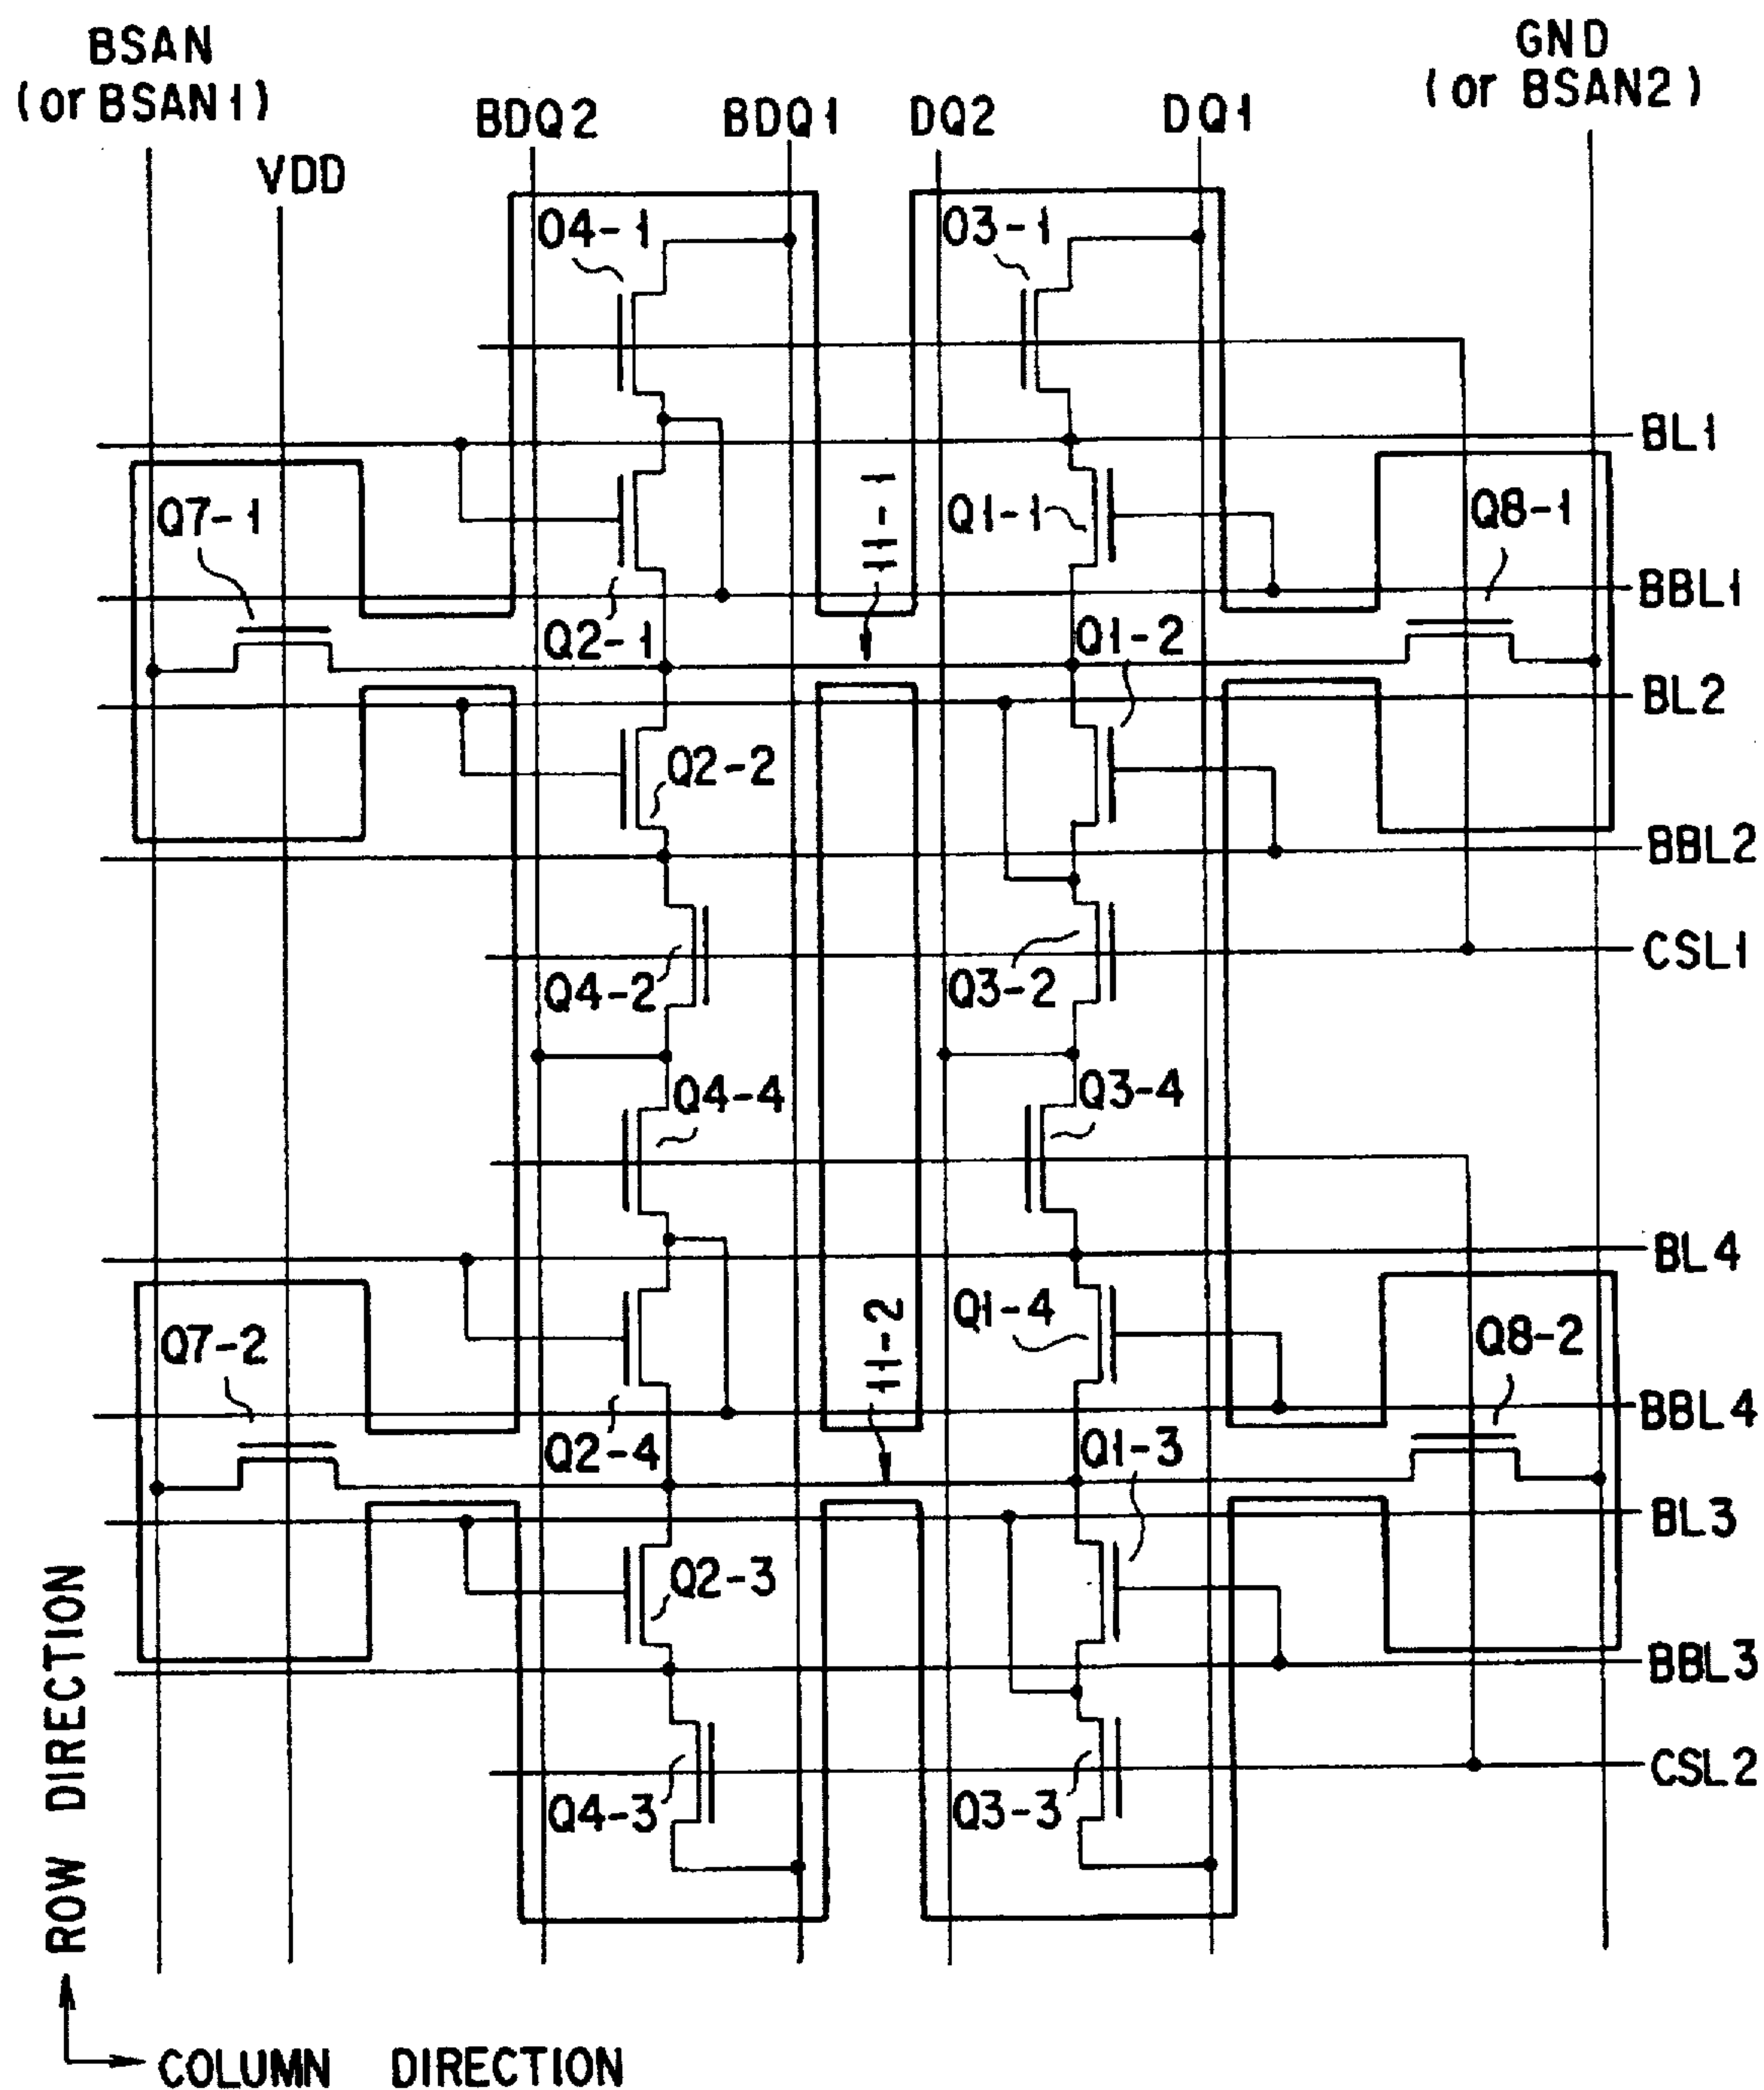 BSAN
(or BSAN1)
VDD
BDQ2
BDQ1
DQ2
DQ1
GND
(or BSAN2)
O4-1
O3-1
BL1
Q7-1
11-1
Q1-1
Q8-1
BBL1
Q2-1
Q1-2
BL2
Q2-2
BBL2
Q4-2
Q3-2
CSL1
Q4-4
Q3-4
BL4
Q7-2
11-2
Q1-4
Q8-2
BBL4
Q2-4
Q1-3
BL3
Q2-3
BBL3
Q4-3
Q3-3
CSL2
ROW DIRECTION
COLUMN DIRECTION